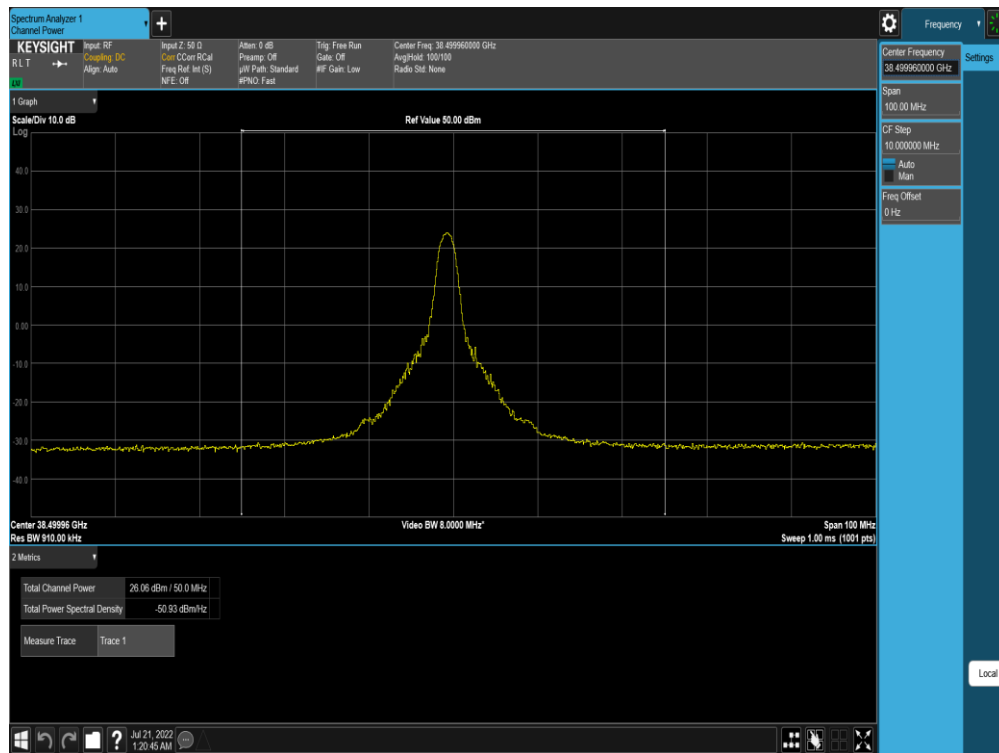 Spectrum Analyzer 1
Channel Power
+
Frequency
KEYSIGHT
RLT
LXI
Input: RF
Coupling: DC
Align: Auto
Input Z: 50 Ω
Corr CCorr RCal
Freq Ref: Int (S)
NFE: Off
Atten: 0 dB
Preamp: Off
µW Path: Standard
#PNO: Fast
Trig: Free Run
Gate: Off
#IF Gain: Low
Center Freq: 38.499960000 GHz
Avg|Hold: 100/100
Radio Std: None
Center Frequency
38.499960000 GHz
Settings
Span
100.00 MHz
CF Step
10.000000 MHz
Auto
Man
Freq Offset
0 Hz
1 Graph
Scale/Div 10.0 dB
Ref Value 50.00 dBm
Log
40.0
30.0
20.0
10.0
0.00
-10.0
-20.0
-30.0
-40.0
Center 38.49996 GHz
Video BW 8.0000 MHz*
Span 100 MHz
Res BW 910.00 kHz
Sweep 1.00 ms (1001 pts)
2 Metrics
Total Channel Power 26.06 dBm / 50.0 MHz
Total Power Spectral Density -50.93 dBm/Hz
Measure Trace Trace 1
Local
?
Jul 21, 2022
1:20:45 AM